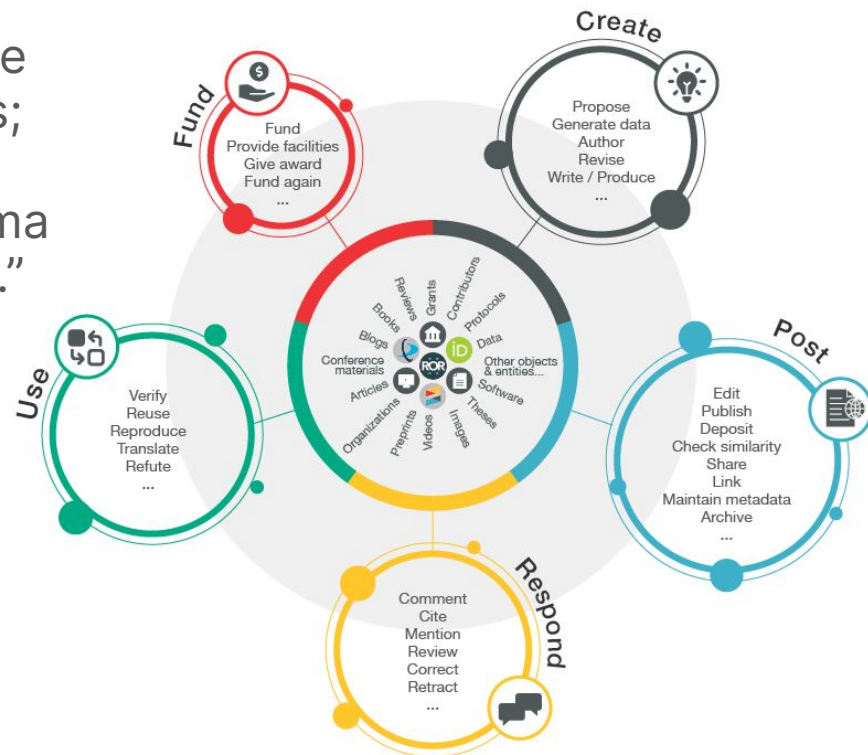 e
s;
ma
.”
Fund
Fund
Provide facilities
Give award
Fund again
...
Create
Propose
Generate data
Author
Revise
Write / Produce
...
Post
Edit
Publish
Deposit
Check similarity
Share
Link
Maintain metadata
Archive
...
Respond
Comment
Cite
Mention
Review
Correct
Retract
...
Use
Verify
Reuse
Reproduce
Translate
Refute
...
Grants
Contributors
Protocols
Data
Other objects
& entities...
Software
Theses
Images
Videos
Preprints
Organizations
Articles
Conference
materials
Blogs
Books
Reviews
iD
ROR